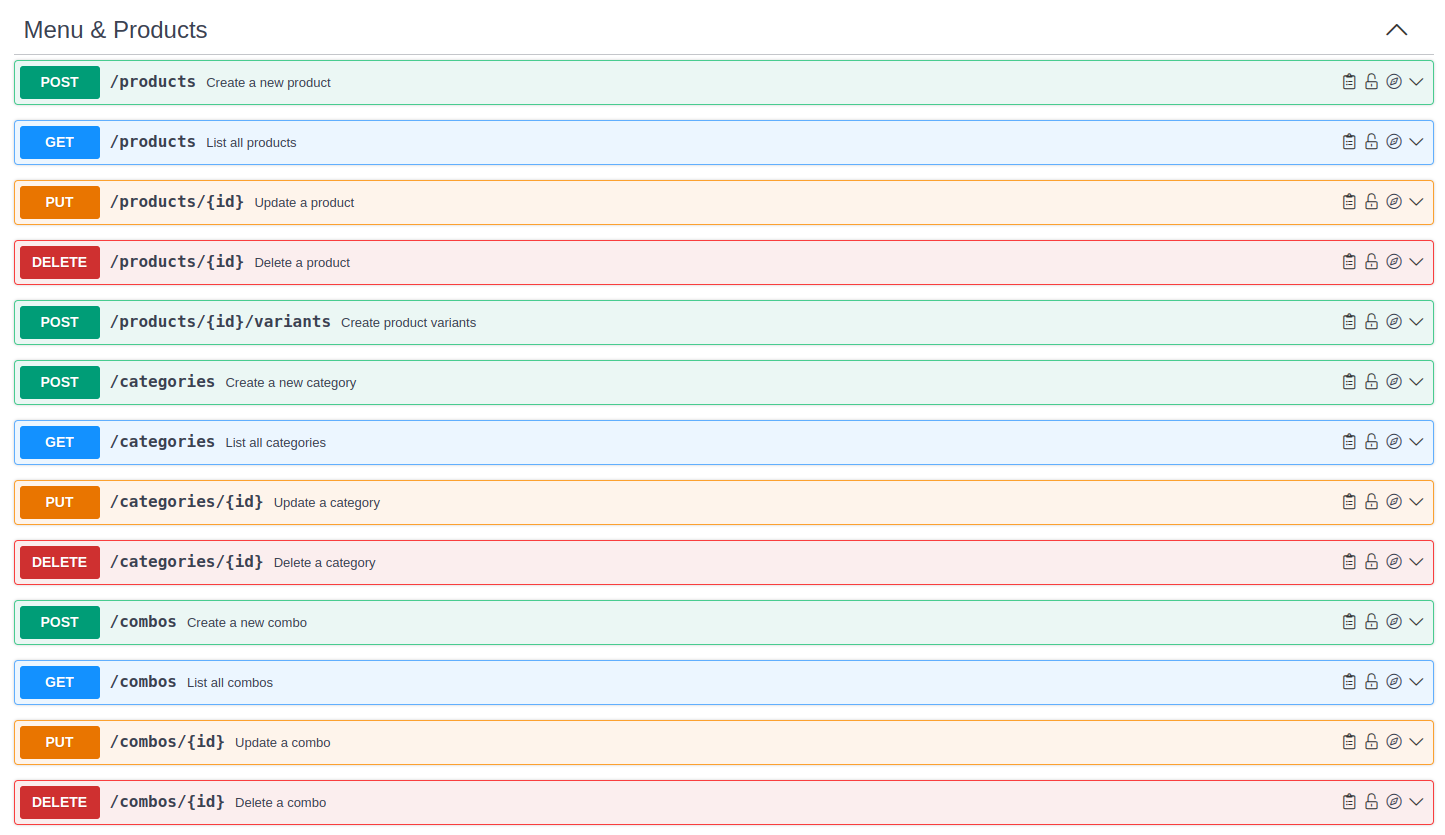 Menu & Products
POST /products Create a new product
GET /products List all products
PUT /products/{id} Update a product
DELETE /products/{id} Delete a product
POST /products/{id}/variants Create product variants
POST /categories Create a new category
GET /categories List all categories
PUT /categories/{id} Update a category
DELETE /categories/{id} Delete a category
POST /combos Create a new combo
GET /combos List all combos
PUT /combos/{id} Update a combo
DELETE /combos/{id} Delete a combo